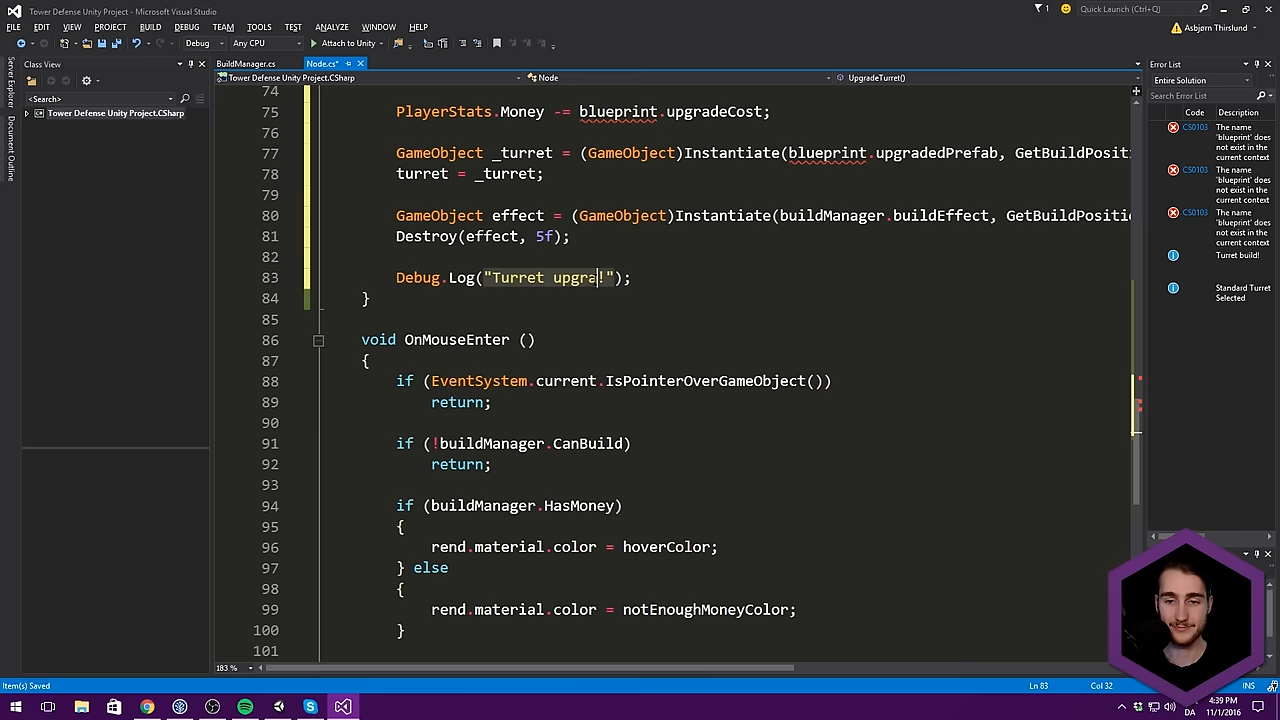 Tower Defense Unity Project - Microsoft Visual Studio
1
Quick Launch (Ctrl+Q)
FILE EDIT VIEW PROJECT BUILD DEBUG TEAM TOOLS TEST ANALYZE WINDOW HELP
Asbjørn Thirslund
Debug Any CPU Attach to Unity
Server Explorer
Document Outline
Class View
<Search>
Tower Defense Unity Project.CSharp
BuildManager.cs Node.cs*
Tower Defense Unity Project.CSharp Node UpgradeTurret()
74
75 PlayerStats.Money -= blueprint.upgradeCost;
76
77 GameObject _turret = (GameObject)Instantiate(blueprint.upgradedPrefab, GetBuildPositi
78 turret = _turret;
79
80 GameObject effect = (GameObject)Instantiate(buildManager.buildEffect, GetBuildPositio
81 Destroy(effect, 5f);
82
83 Debug.Log("Turret upgra!");
84 }
85
86 void OnMouseEnter ()
87 {
88 if (EventSystem.current.IsPointerOverGameObject())
89 return;
90
91 if (!buildManager.CanBuild)
92 return;
93
94 if (buildManager.HasMoney)
95 {
96 rend.material.color = hoverColor;
97 } else
98 {
99 rend.material.color = notEnoughMoneyColor;
100 }
101
183 %
Error List
Entire Solution
Search Error List
Code Description
CS0103 The name 'blueprint' does not exist in the current context
CS0103 The name 'blueprint' does not exist in the current context
CS0103 The name 'blueprint' does not exist in the current context
Turret build!
Standard Turret Selected
Item(s) Saved Ln 83 Col 32 INS
DA
4:39 PM
11/1/2016